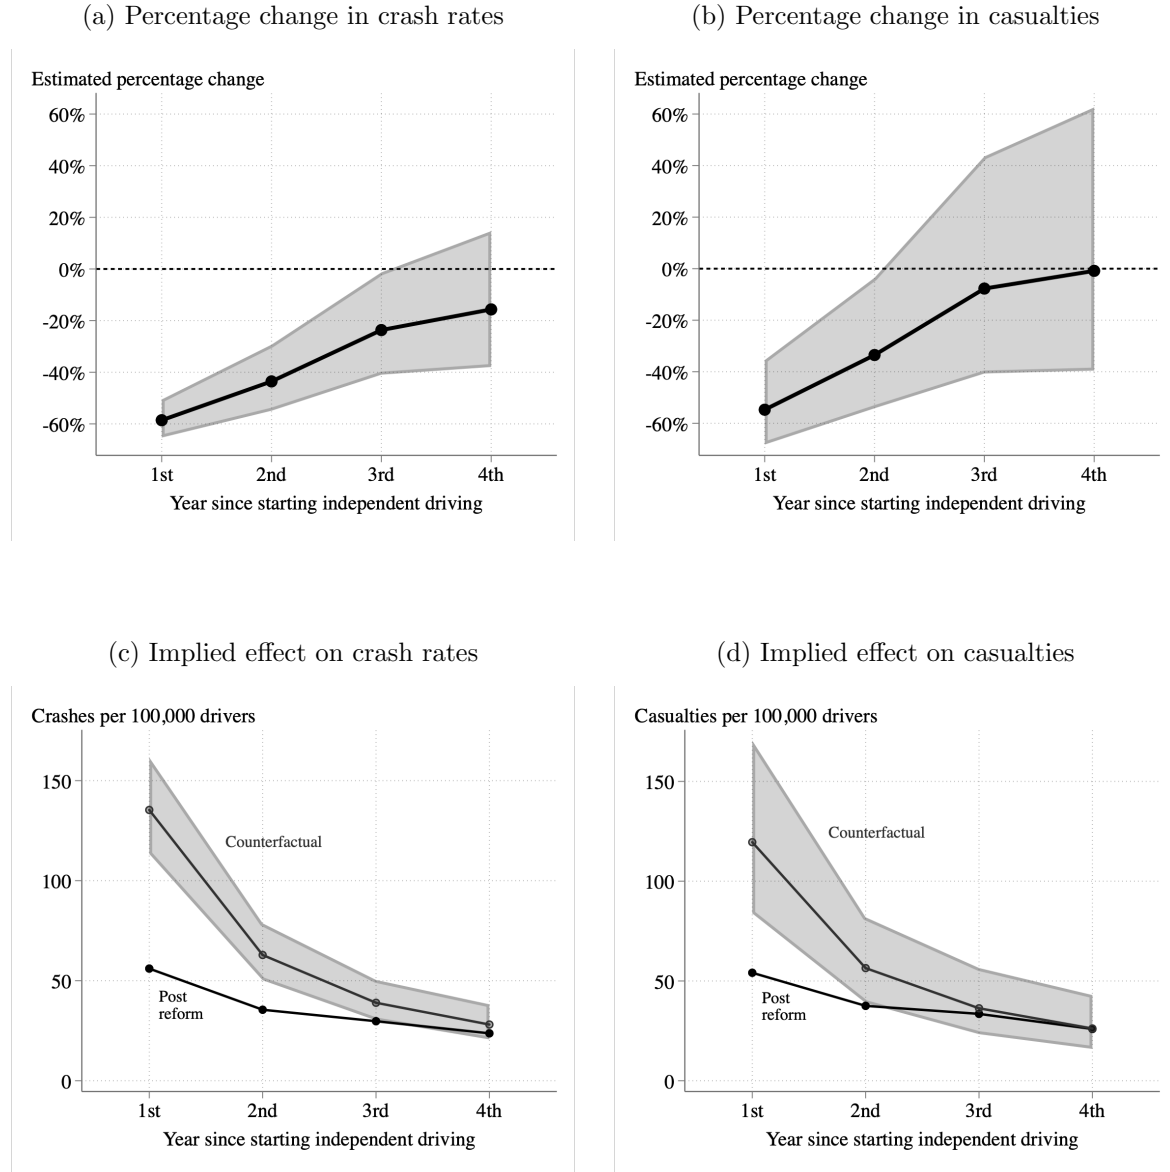 (a) Percentage change in crash rates
Estimated percentage change
60%
40%
20%
0%
-20%
-40%
-60%
1st 2nd 3rd 4th
Year since starting independent driving
(b) Percentage change in casualties
Estimated percentage change
60%
40%
20%
0%
-20%
-40%
-60%
1st 2nd 3rd 4th
Year since starting independent driving
(c) Implied effect on crash rates
Crashes per 100,000 drivers
150
100
50
0
Counterfactual
Post
reform
1st 2nd 3rd 4th
Year since starting independent driving
(d) Implied effect on casualties
Casualties per 100,000 drivers
150
100
50
0
Counterfactual
Post
reform
1st 2nd 3rd 4th
Year since starting independent driving